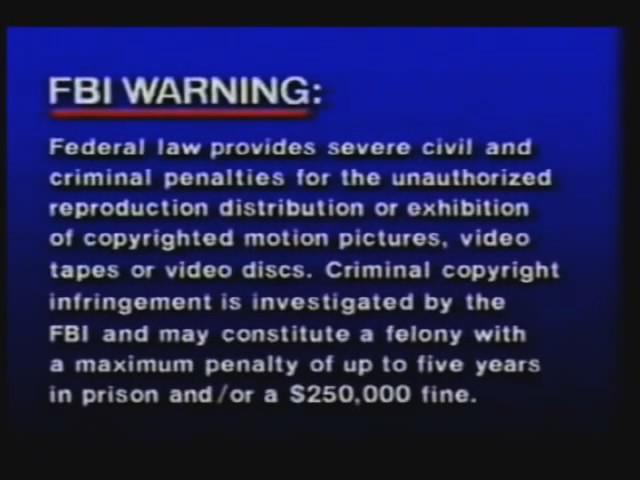 FBI WARNING:
Federal law provides severe civil and
criminal penalties for the unauthorized
reproduction distribution or exhibition
of copyrighted motion pictures, video
tapes or video discs. Criminal copyright
infringement is investigated by the
FBI and may constitute a felony with
a maximum penalty of up to five years
in prison and/or a $250,000 fine.